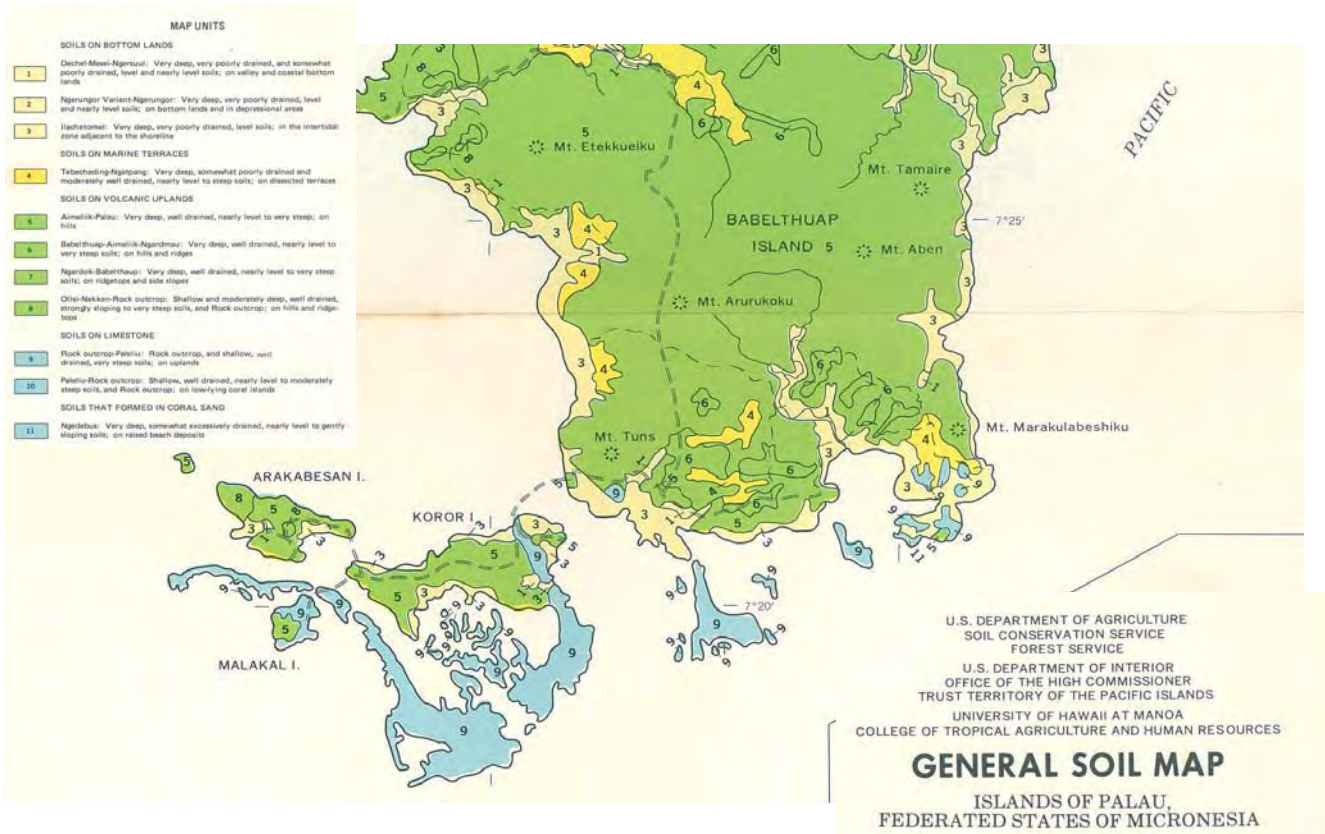 MAP UNITS
SOILS ON BOTTOM LANDS
1
Dechel-Mesei-Ngersuul: Very deep, very poorly drained, and somewhat
poorly drained, level and nearly level soils; on valley and coastal bottom
lands
2
Ngerungor Variant-Ngerungor: Very deep, very poorly drained, level
and nearly level soils; on bottom lands and in depressional areas
3
Ilachetomel: Very deep, very poorly drained, level soils; in the intertidal
zone adjacent to the shoreline
SOILS ON MARINE TERRACES
4
Tabecheding-Ngatpang: Very deep, somewhat poorly drained and
moderately well drained, nearly level to steep soils; on dissected terraces
SOILS ON VOLCANIC UPLANDS
5
Aimeliik-Palau: Very deep, well drained, nearly level to very steep; on
hills
6
Babelthuap-Aimeliik-Ngardmau: Very deep, well drained, nearly level to
very steep soils; on hills and ridges
7
Ngardok-Babelthuap: Very deep, well drained, nearly level to very steep
soils; on ridgetops and side slopes
8
Ollei-Nekken-Rock outcrop: Shallow and moderately deep, well drained,
strongly sloping to very steep soils, and Rock outcrop; on hills and ridge-
tops
SOILS ON LIMESTONE
9
Rock outcrop-Peleliu: Rock outcrop, and shallow, well
drained, very steep soils; on uplands
10
Peleliu-Rock outcrop: Shallow, well drained, nearly level to moderately
steep soils, and Rock outcrop; on low-lying coral islands
SOILS THAT FORMED IN CORAL SAND
11
Ngedebus: Very deep, somewhat excessively drained, nearly level to gently
sloping soils; on raised beach deposits
PACIFIC
Mt. Etekkueiku
Mt. Tamaire
7°25'
BABELTHUAP
ISLAND 5
Mt. Aben
Mt. Arurukoku
Mt. Marakulabeshiku
Mt. Tuns
ARAKABESAN I.
KOROR I.
MALAKAL I.
7°20'
U.S. DEPARTMENT OF AGRICULTURE
SOIL CONSERVATION SERVICE
FOREST SERVICE
U.S. DEPARTMENT OF INTERIOR
OFFICE OF THE HIGH COMMISSIONER
TRUST TERRITORY OF THE PACIFIC ISLANDS
UNIVERSITY OF HAWAII AT MANOA
COLLEGE OF TROPICAL AGRICULTURE AND HUMAN RESOURCES
GENERAL SOIL MAP
ISLANDS OF PALAU,
FEDERATED STATES OF MICRONESIA